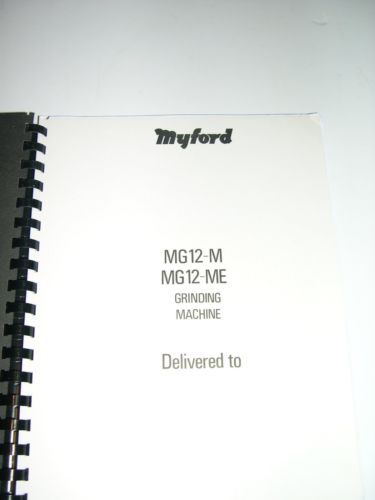 Myford
MG12-M
MG12-ME
GRINDING
MACHINE
Delivered to